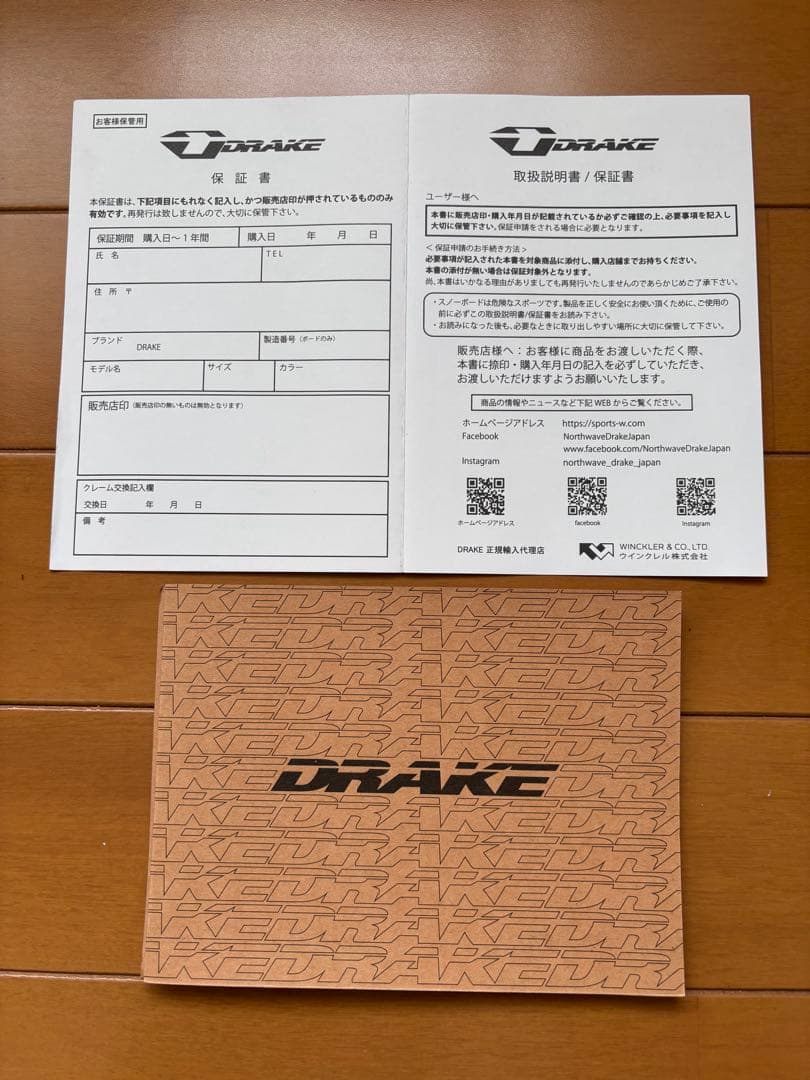 お客様保管用
DRAKE
保 証 書
本保証書は、下記項目にもれなく記入し、かつ販売店印が押されているもののみ
有効です。再発行は致しませんので、大切に保管下さい。
保証期間 購入日〜1年間
購入日 年 月 日
氏 名
TEL
住 所 〒
ブランド
DRAKE
製造番号（ボードのみ）
モデル名
サイズ
カラー
販売店印（販売店印の無いものは無効となります）
クレーム交換記入欄
交換日 年 月 日
備 考
DRAKE
取扱説明書/保証書
ユーザー様へ
本書に販売店印・購入年月日が記載されているか必ずご確認の上、必要事項を記入し
大切に保管下さい。保証申請をされる場合に必要となります。
＜保証申請のお手続き方法＞
必要事項が記入された本書を対象商品に添付し、購入店舗までお持ちください。
本書の添付が無い場合は保証対象外となります。
尚、本書はいかなる理由がありましても再発行いたしませんのであらかじめご了承下さい。
・スノーボードは危険なスポーツです。製品を正しく安全にお使い頂くために、ご使用の
前に必ずこの取扱説明書/保証書をお読み下さい。
・お読みになった後も、必要なときに取り出しやすい場所に大切に保管して下さい。
販売店様へ：お客様に商品をお渡しいただく際、
本書に捺印・購入年月日の記入を必ずしていただき、
お渡しいただけますようお願いいたします。
商品の情報やニュースなど下記WEBからご覧ください。
ホームページアドレス https://sports-w.com
Facebook NorthwaveDrakeJapan
www.facebook.com/NorthwaveDrakeJapan
Instagram northwave_drake_japan
ホームページアドレス
facebook
Instagram
DRAKE 正規輸入代理店
WINCKLER & CO., LTD.
ウインクレル株式会社
DRAKE